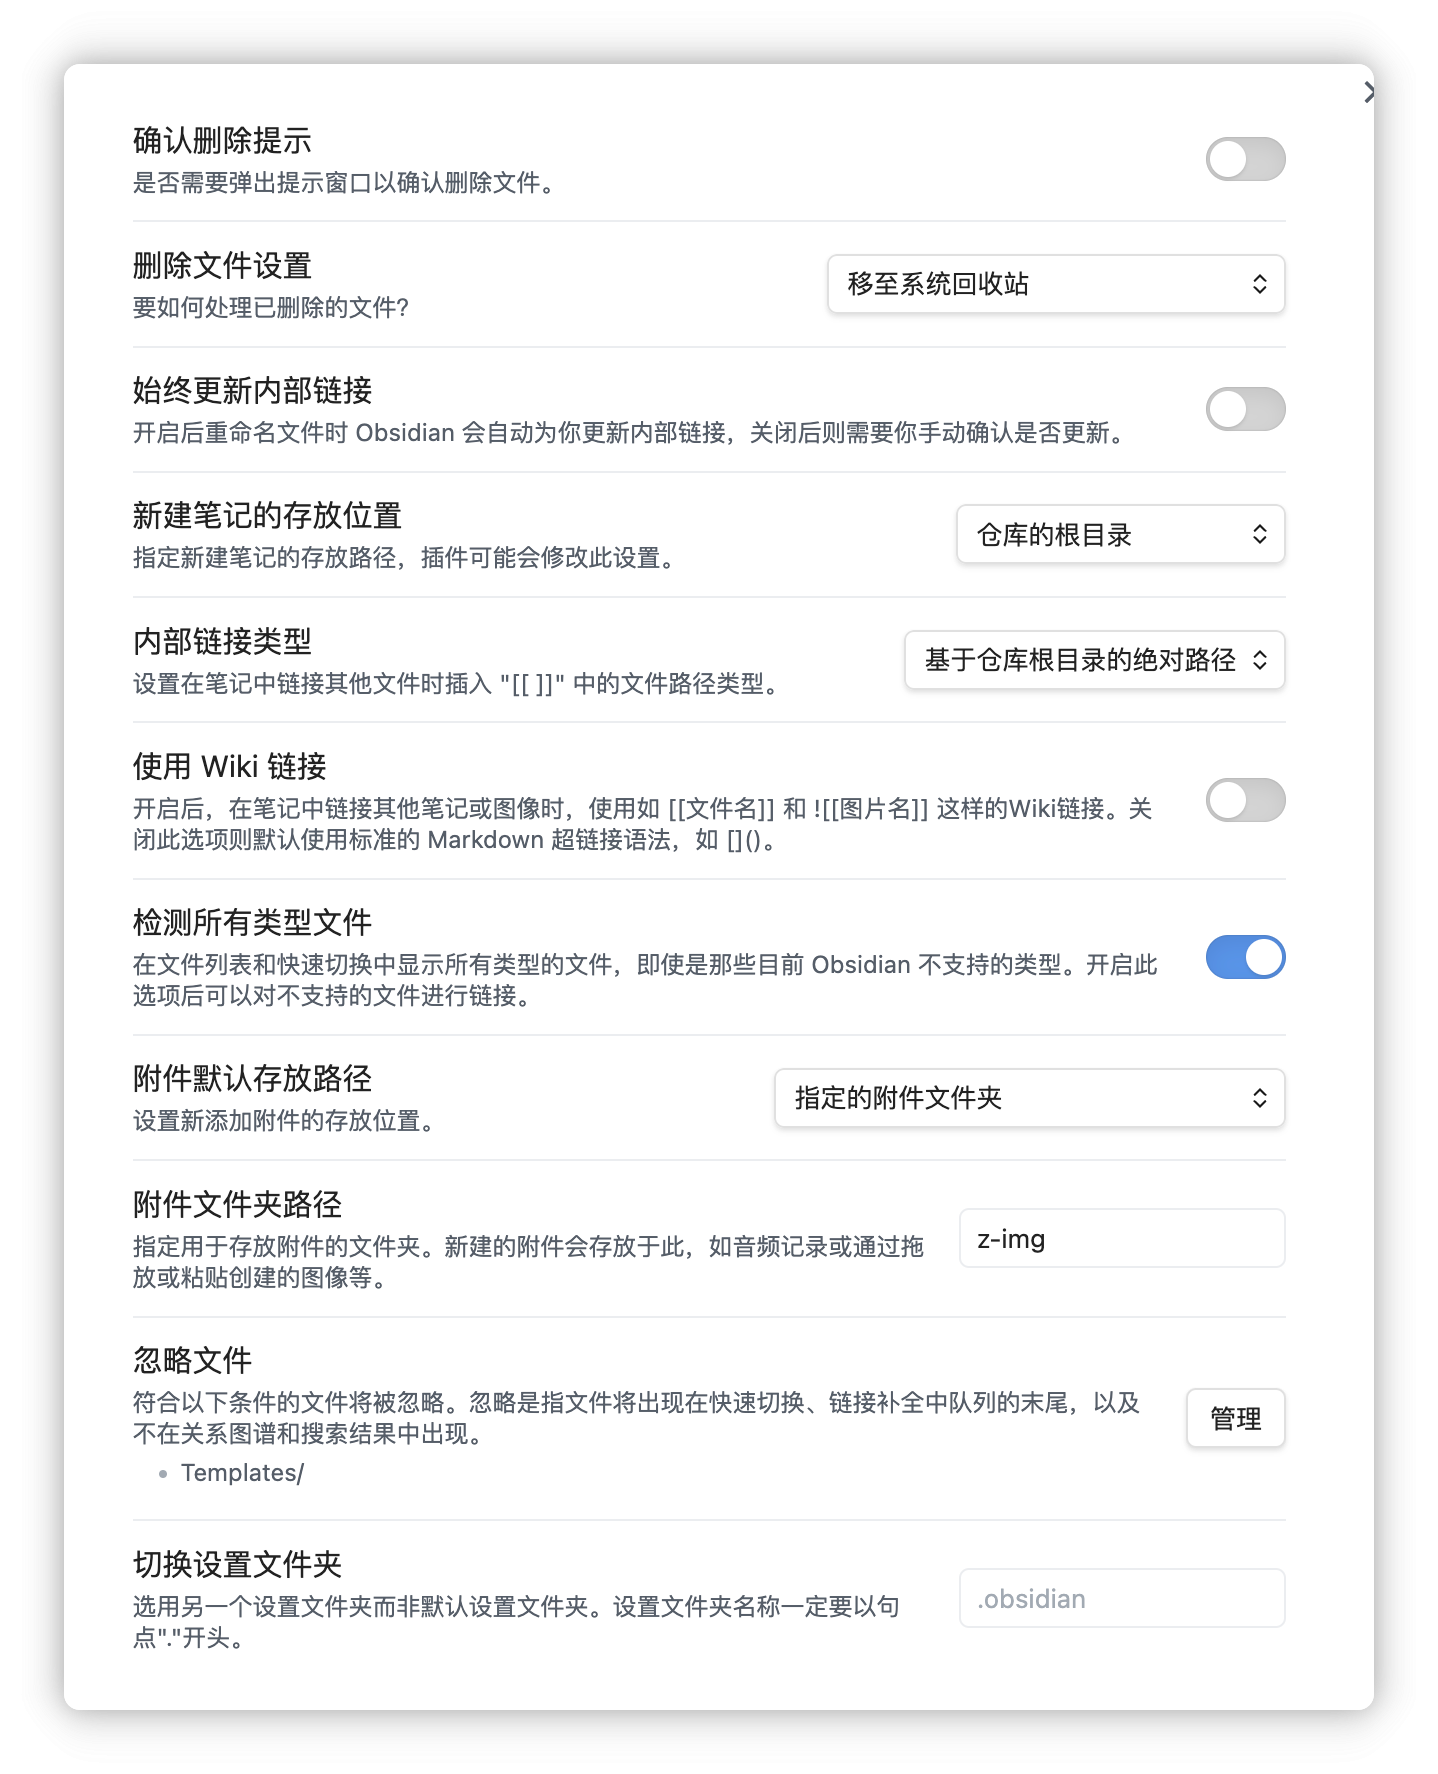 确认删除提示
是否需要弹出提示窗口以确认删除文件。
删除文件设置
要如何处理已删除的文件?
移至系统回收站
始终更新内部链接
开启后重命名文件时 Obsidian 会自动为你更新内部链接，关闭后则需要你手动确认是否更新。
新建笔记的存放位置
指定新建笔记的存放路径，插件可能会修改此设置。
仓库的根目录
内部链接类型
设置在笔记中链接其他文件时插入 "[[ ]]" 中的文件路径类型。
基于仓库根目录的绝对路径
使用 Wiki 链接
开启后，在笔记中链接其他笔记或图像时，使用如 [[文件名]] 和 ![[图片名]] 这样的Wiki链接。关
闭此选项则默认使用标准的 Markdown 超链接语法，如 []()。
检测所有类型文件
在文件列表和快速切换中显示所有类型的文件，即使是那些目前 Obsidian 不支持的类型。开启此
选项后可以对不支持的文件进行链接。
附件默认存放路径
设置新添加附件的存放位置。
指定的附件文件夹
附件文件夹路径
指定用于存放附件的文件夹。新建的附件会存放于此，如音频记录或通过拖
放或粘贴创建的图像等。
z-img
忽略文件
符合以下条件的文件将被忽略。忽略是指文件将出现在快速切换、链接补全中队列的末尾，以及
不在关系图谱和搜索结果中出现。
• Templates/
管理
切换设置文件夹
选用另一个设置文件夹而非默认设置文件夹。设置文件夹名称一定要以句
点"."开头。
.obsidian